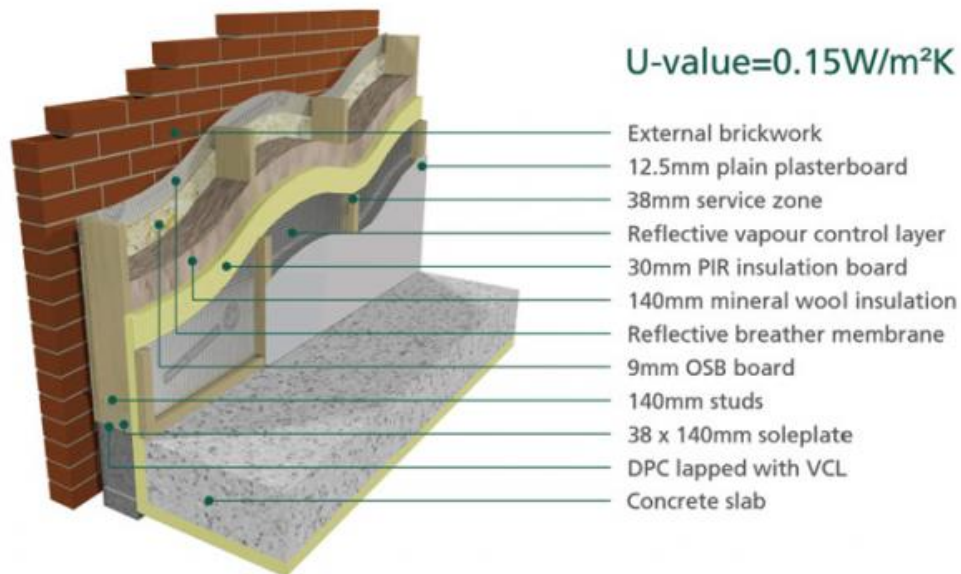 U-value=0.15W/m²K
External brickwork
12.5mm plain plasterboard
38mm service zone
Reflective vapour control layer
30mm PIR insulation board
140mm mineral wool insulation
Reflective breather membrane
9mm OSB board
140mm studs
38 x 140mm soleplate
DPC lapped with VCL
Concrete slab